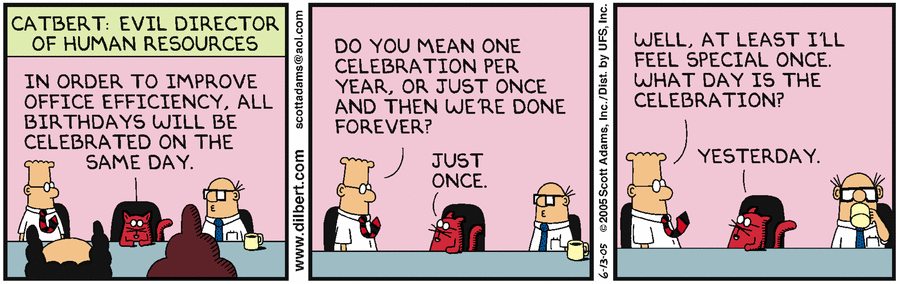 CATBERT: EVIL DIRECTOR
OF HUMAN RESOURCES
IN ORDER TO IMPROVE
OFFICE EFFICIENCY, ALL
BIRTHDAYS WILL BE
CELEBRATED ON THE
SAME DAY.
www.dilbert.com
scottadams@aol.com
DO YOU MEAN ONE
CELEBRATION PER
YEAR, OR JUST ONCE
AND THEN WE'RE DONE
FOREVER?
JUST
ONCE.
6-13-05 ©2005 Scott Adams, Inc./Dist. by UFS, Inc.
WELL, AT LEAST I'LL
FEEL SPECIAL ONCE.
WHAT DAY IS THE
CELEBRATION?
YESTERDAY.